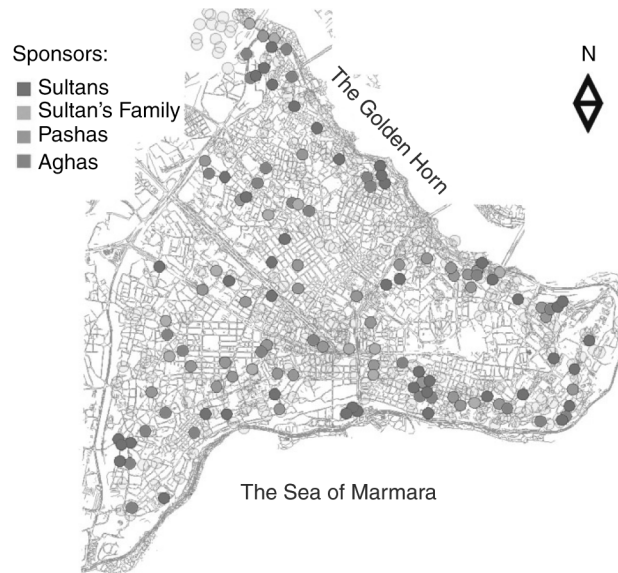 Sponsors:
Sultans
Sultan's Family
Pashas
Aghas
N
The Golden Horn
The Sea of Marmara